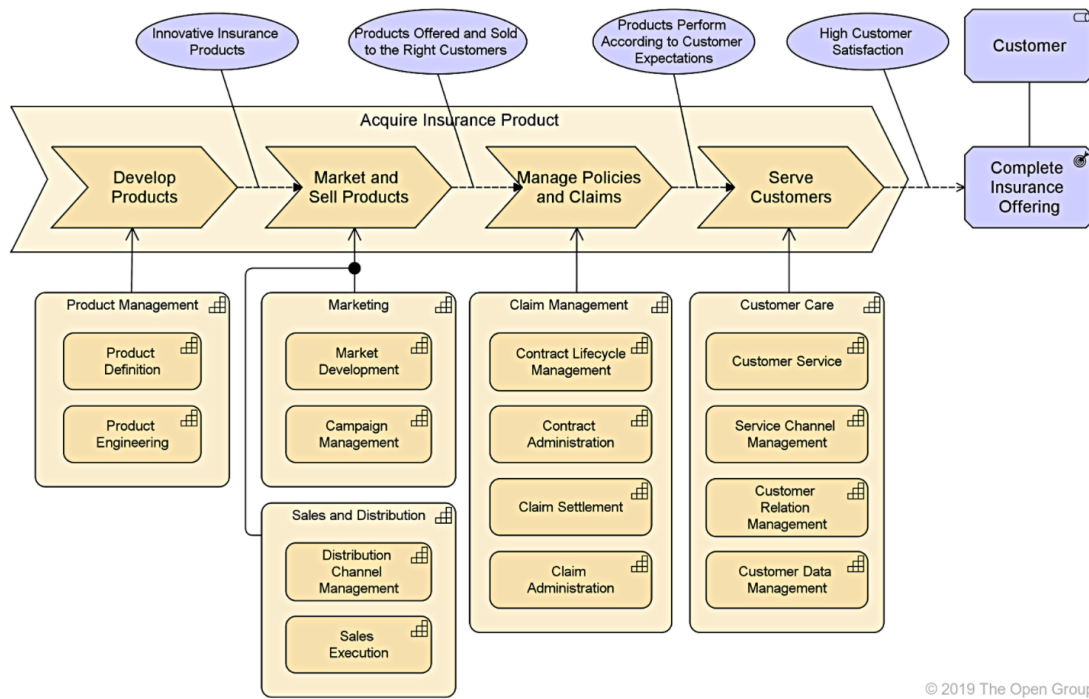 Innovative Insurance
Products
Products Offered and Sold
to the Right Customers
Products Perform
According to Customer
Expectations
High Customer
Satisfaction
Customer
Acquire Insurance Product
Develop
Products
Market and
Sell Products
Manage Policies
and Claims
Serve
Customers
Complete
Insurance
Offering
Product Management
Product
Definition
Product
Engineering
Marketing
Market
Development
Campaign
Management
Sales and Distribution
Distribution
Channel
Management
Sales
Execution
Claim Management
Contract Lifecycle
Management
Contract
Administration
Claim Settlement
Claim
Administration
Customer Care
Customer Service
Service Channel
Management
Customer
Relation
Management
Customer Data
Management
© 2019 The Open Group